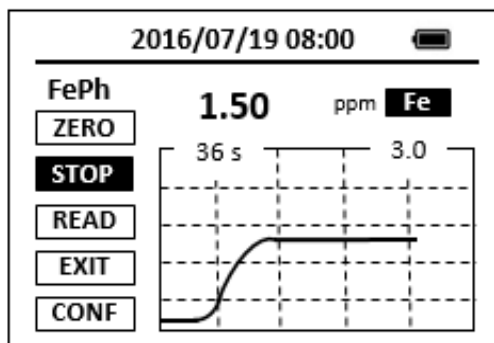 2016/07/19 08:00
FePh
1.50 ppm Fe
ZERO
36 s 3.0
STOP
READ
EXIT
CONF